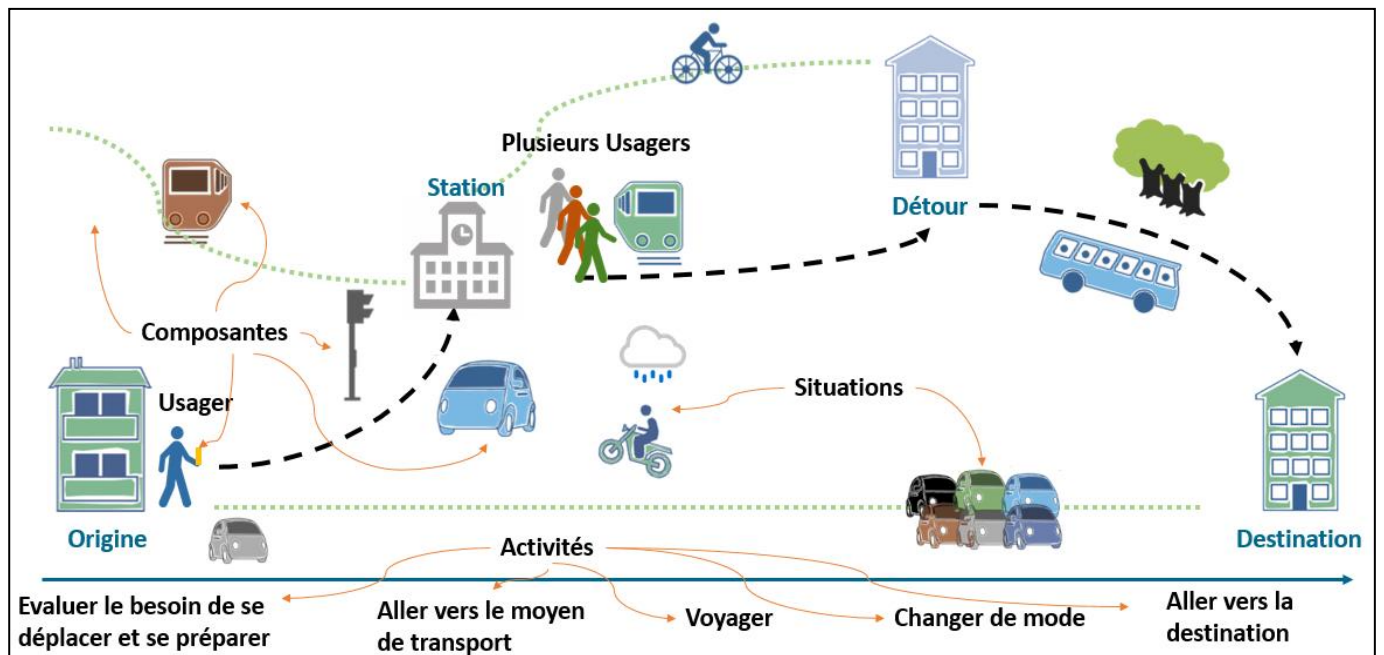 Plusieurs Usagers
Station
Détour
Composantes
Usager
Situations
Origine
Activités
Destination
Evaluer le besoin de se
déplacer et se préparer
Aller vers le moyen
de transport
Voyager
Changer de mode
Aller vers la
destination